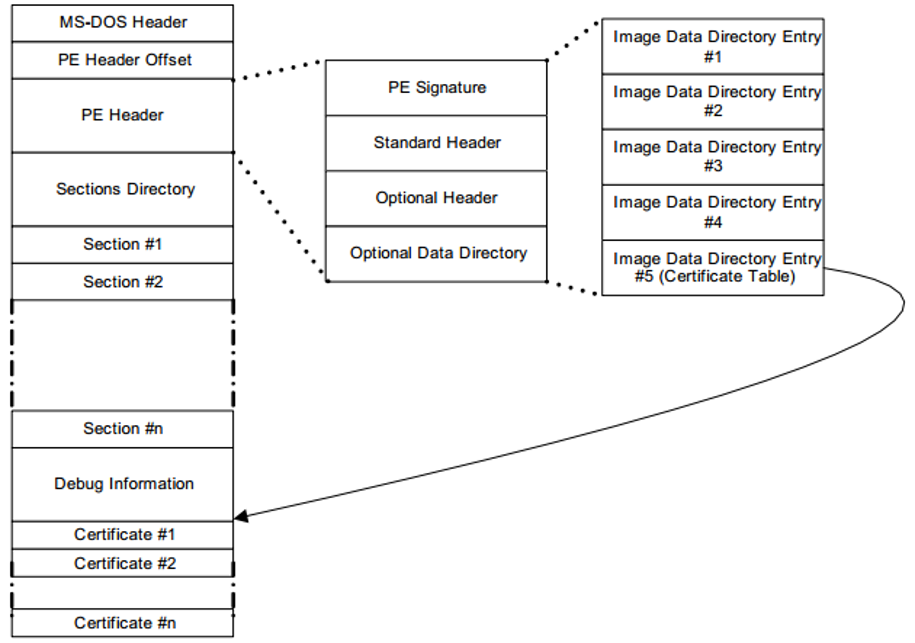 MS-DOS Header
PE Header Offset
PE Header
Sections Directory
Section #1
Section #2
Section #n
Debug Information
Certificate #1
Certificate #2
Certificate #n
PE Signature
Standard Header
Optional Header
Optional Data Directory
Image Data Directory Entry
#1
Image Data Directory Entry
#2
Image Data Directory Entry
#3
Image Data Directory Entry
#4
Image Data Directory Entry
#5 (Certificate Table)